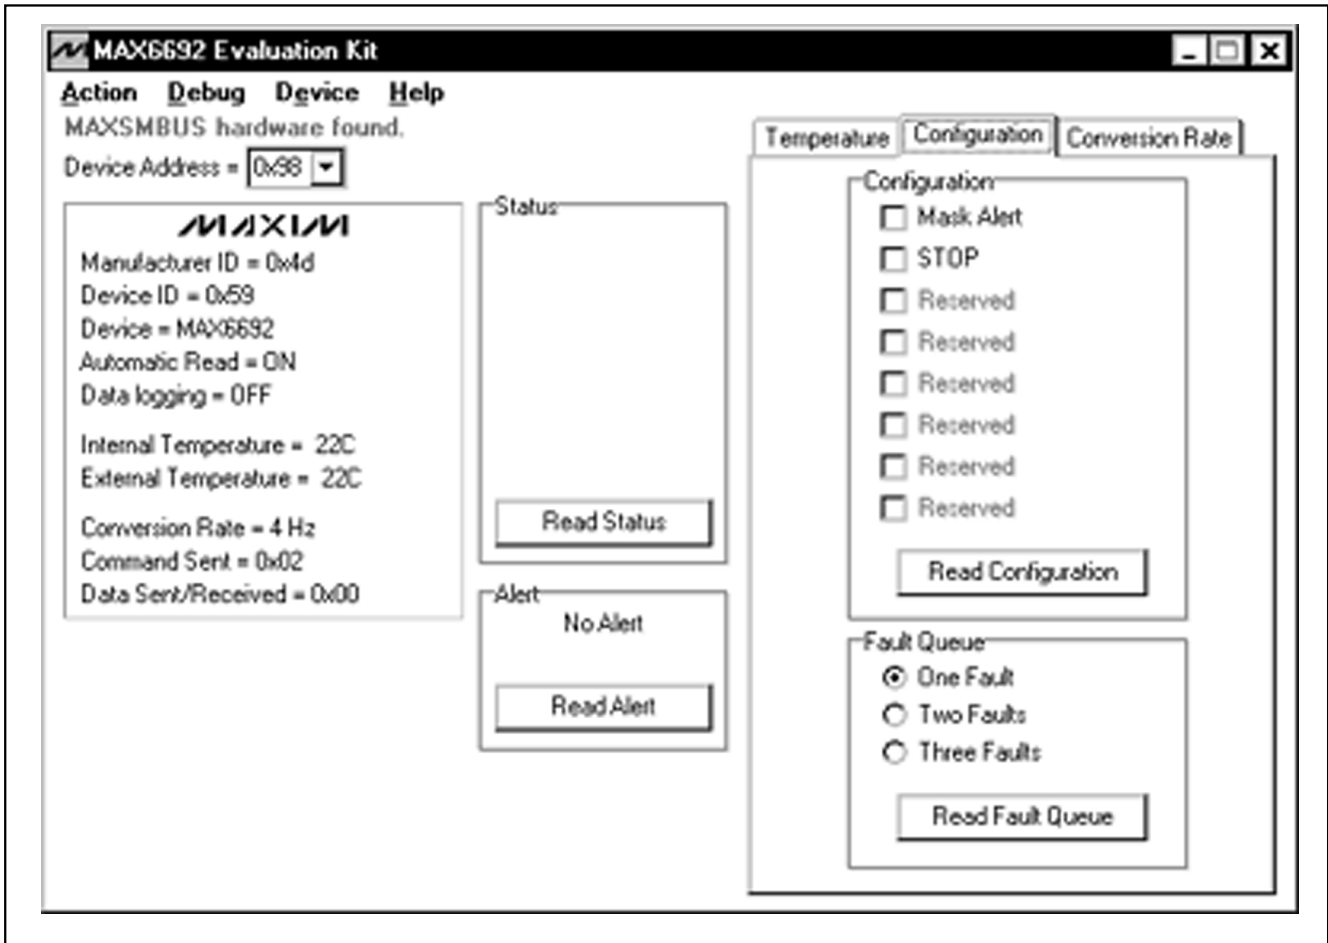 MAX6692 Evaluation Kit
Action Debug Device Help
MAXSMBUS hardware found.
Device Address = 0x98
MAXIM
Manufacturer ID = 0x4d
Device ID = 0x59
Device = MAX6692
Automatic Read = ON
Data logging = OFF
Internal Temperature = 22C
External Temperature = 22C
Conversion Rate = 4 Hz
Command Sent = 0x02
Data Sent/Received = 0x00
Status
Read Status
Alert
No Alert
Read Alert
Temperature Configuration Conversion Rate
Configuration
Mask Alert
STOP
Reserved
Reserved
Reserved
Reserved
Reserved
Reserved
Read Configuration
Fault Queue
One Fault
Two Faults
Three Faults
Read Fault Queue